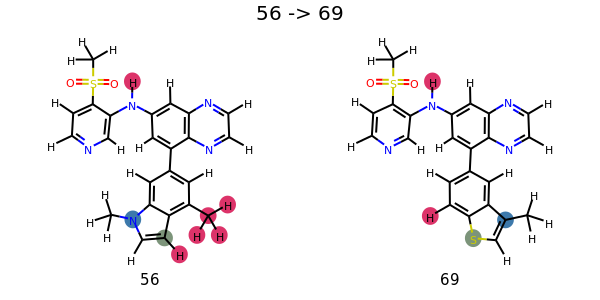 56 -> 69
H H H H
H H
O S O H H O S O H H
H N N H H N N H
H N H H N H H N H H N H
H H H H
H H
H
H N H H
H H H S H
H H H
56 69